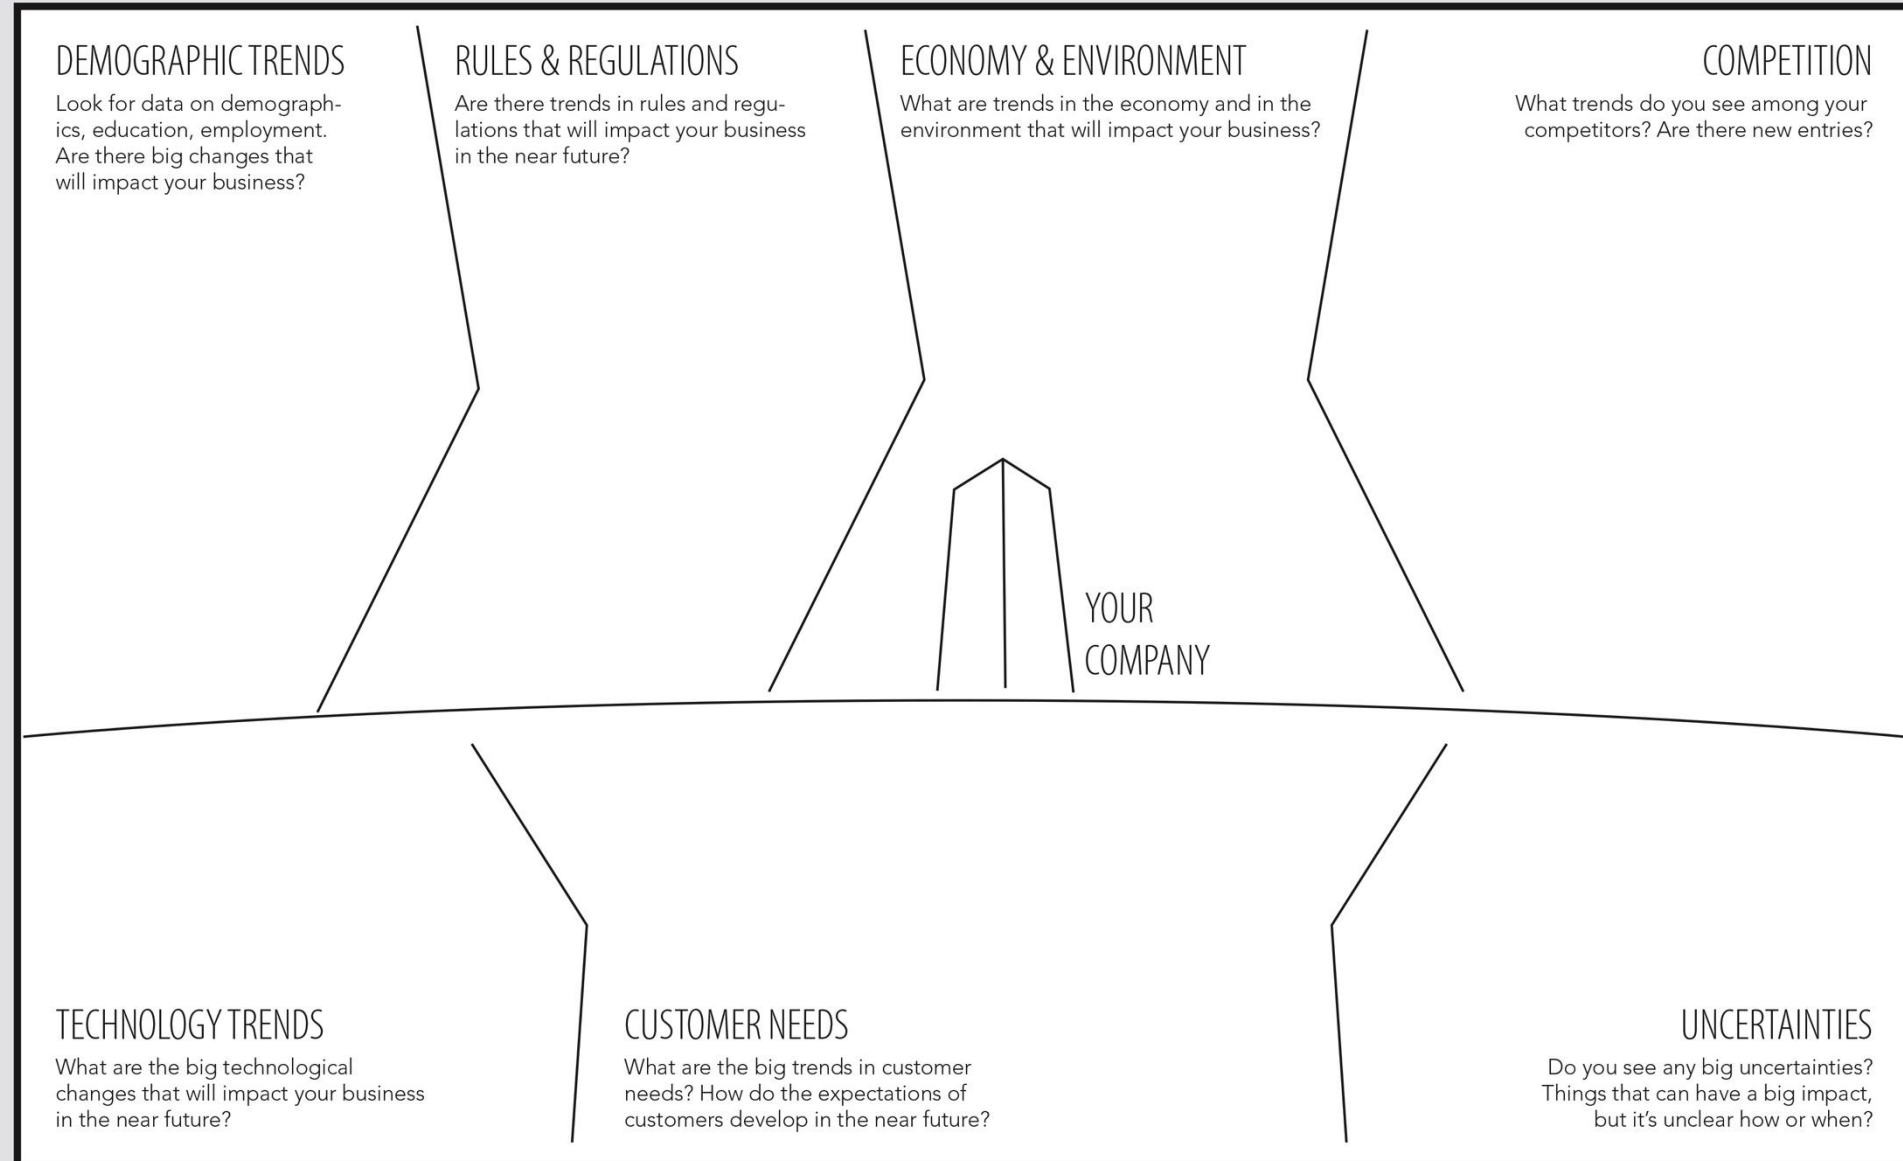 DEMOGRAPHIC TRENDS
Look for data on demograph-
ics, education, employment.
Are there big changes that
will impact your business?
RULES & REGULATIONS
Are there trends in rules and regu-
lations that will impact your business
in the near future?
ECONOMY & ENVIRONMENT
What are trends in the economy and in the
environment that will impact your business?
COMPETITION
What trends do you see among your
competitors? Are there new entries?
YOUR
COMPANY
TECHNOLOGY TRENDS
What are the big technological
changes that will impact your business
in the near future?
CUSTOMER NEEDS
What are the big trends in customer
needs? How do the expectations of
customers develop in the near future?
UNCERTAINTIES
Do you see any big uncertainties?
Things that can have a big impact,
but it’s unclear how or when?